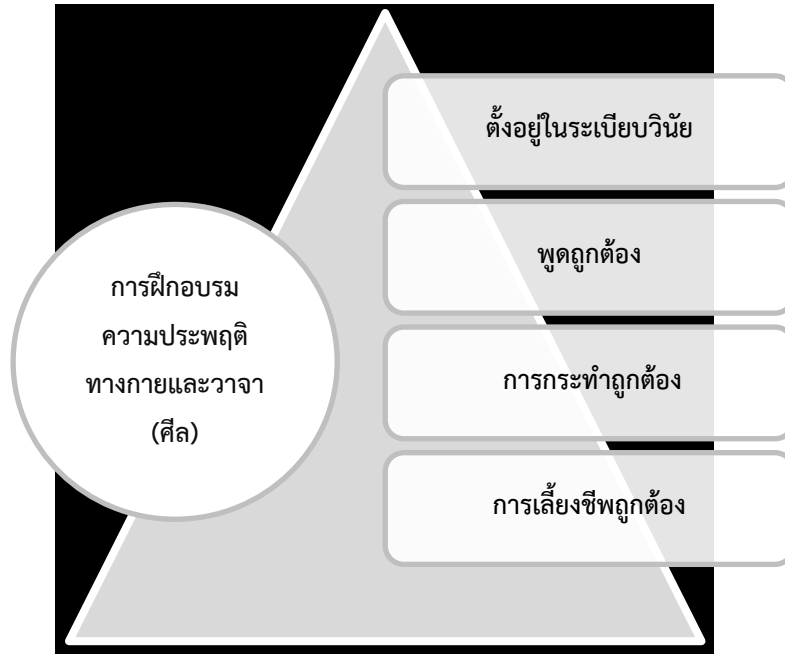 การฝึกอบรม
ความประพฤติ
ทางกายและวาจา
(ศีล)
ตั้งอยู่ในระเบียบวินัย
พูดถูกต้อง
การกระทำถูกต้อง
การเลี้ยงชีพถูกต้อง